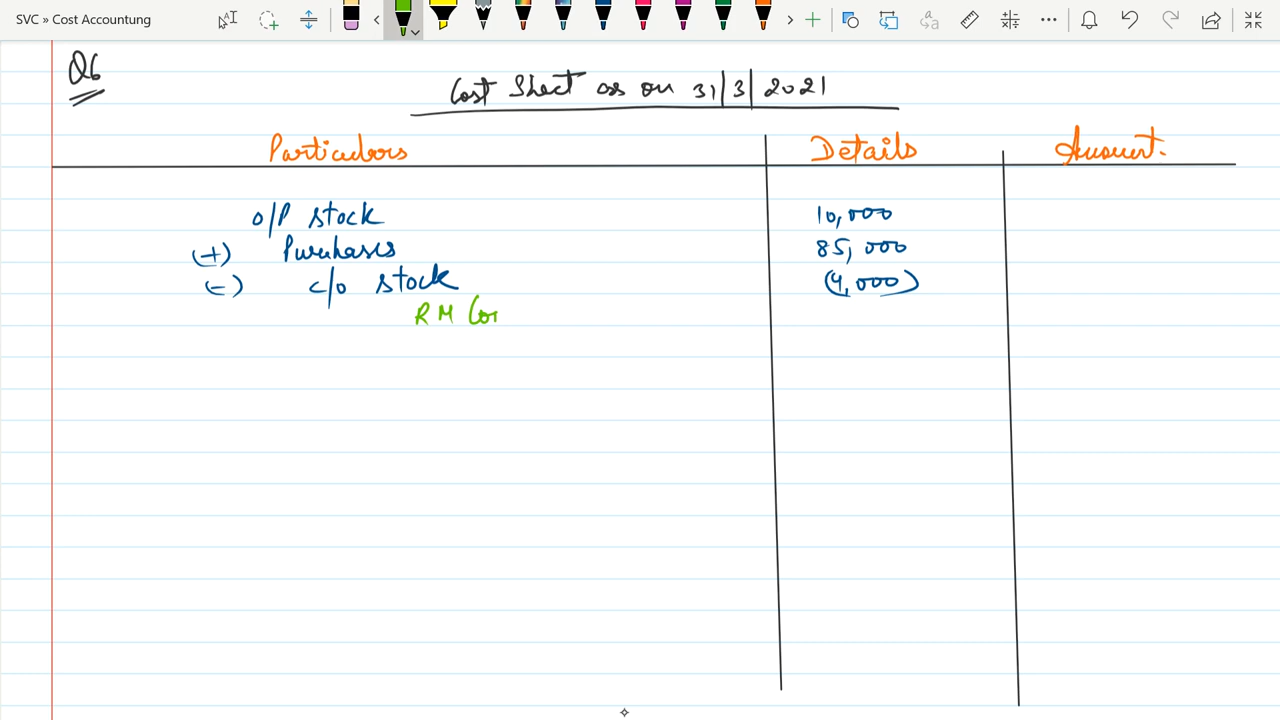 SVC » Cost Accountung
Q6
Cost Sheet as on 31/3/2021
Particulars Details Amount.
O/P stock 10,000
(+) Purchases 85,000
(-) c/o stock (4,000)
RM Co